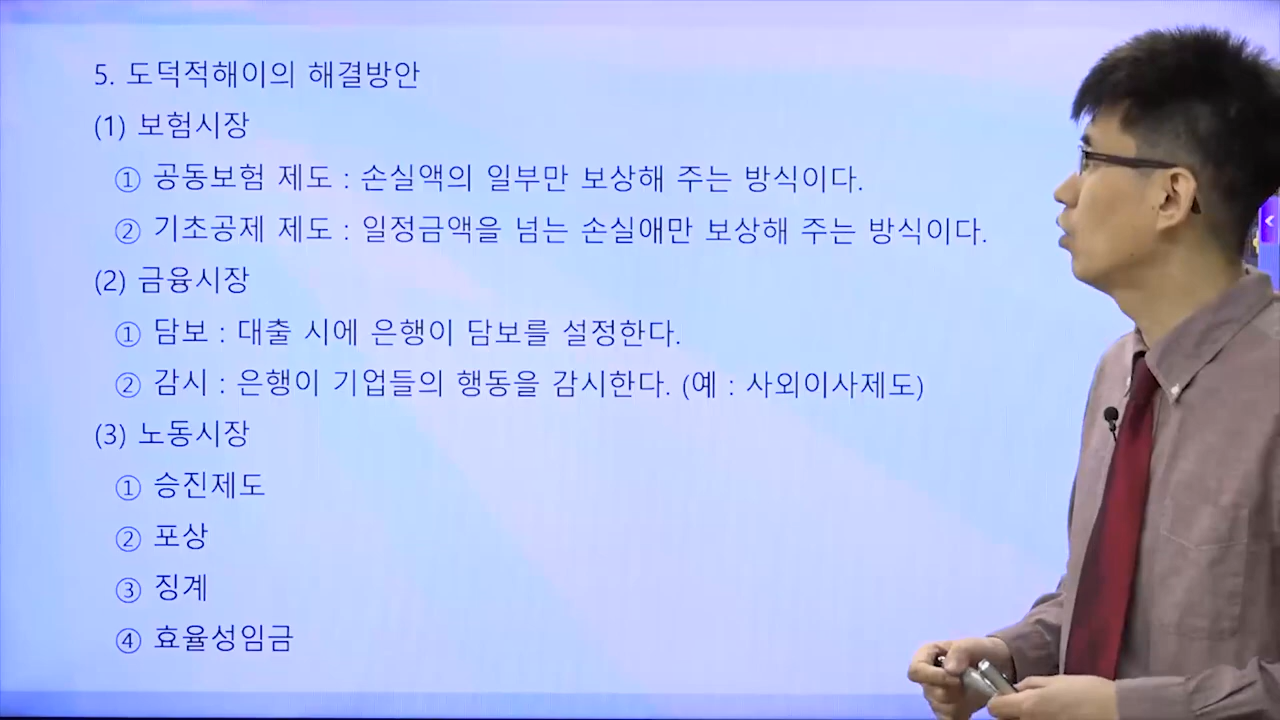 5. 도덕적해이의 해결방안
(1) 보험시장
① 공동보험 제도 : 손실액의 일부만 보상해 주는 방식이다.
② 기초공제 제도 : 일정금액을 넘는 손실애만 보상해 주는 방식이다.
(2) 금융시장
① 담보 : 대출 시에 은행이 담보를 설정한다.
② 감시 : 은행이 기업들의 행동을 감시한다. (예 : 사외이사제도)
(3) 노동시장
① 승진제도
② 포상
③ 징계
④ 효율성임금